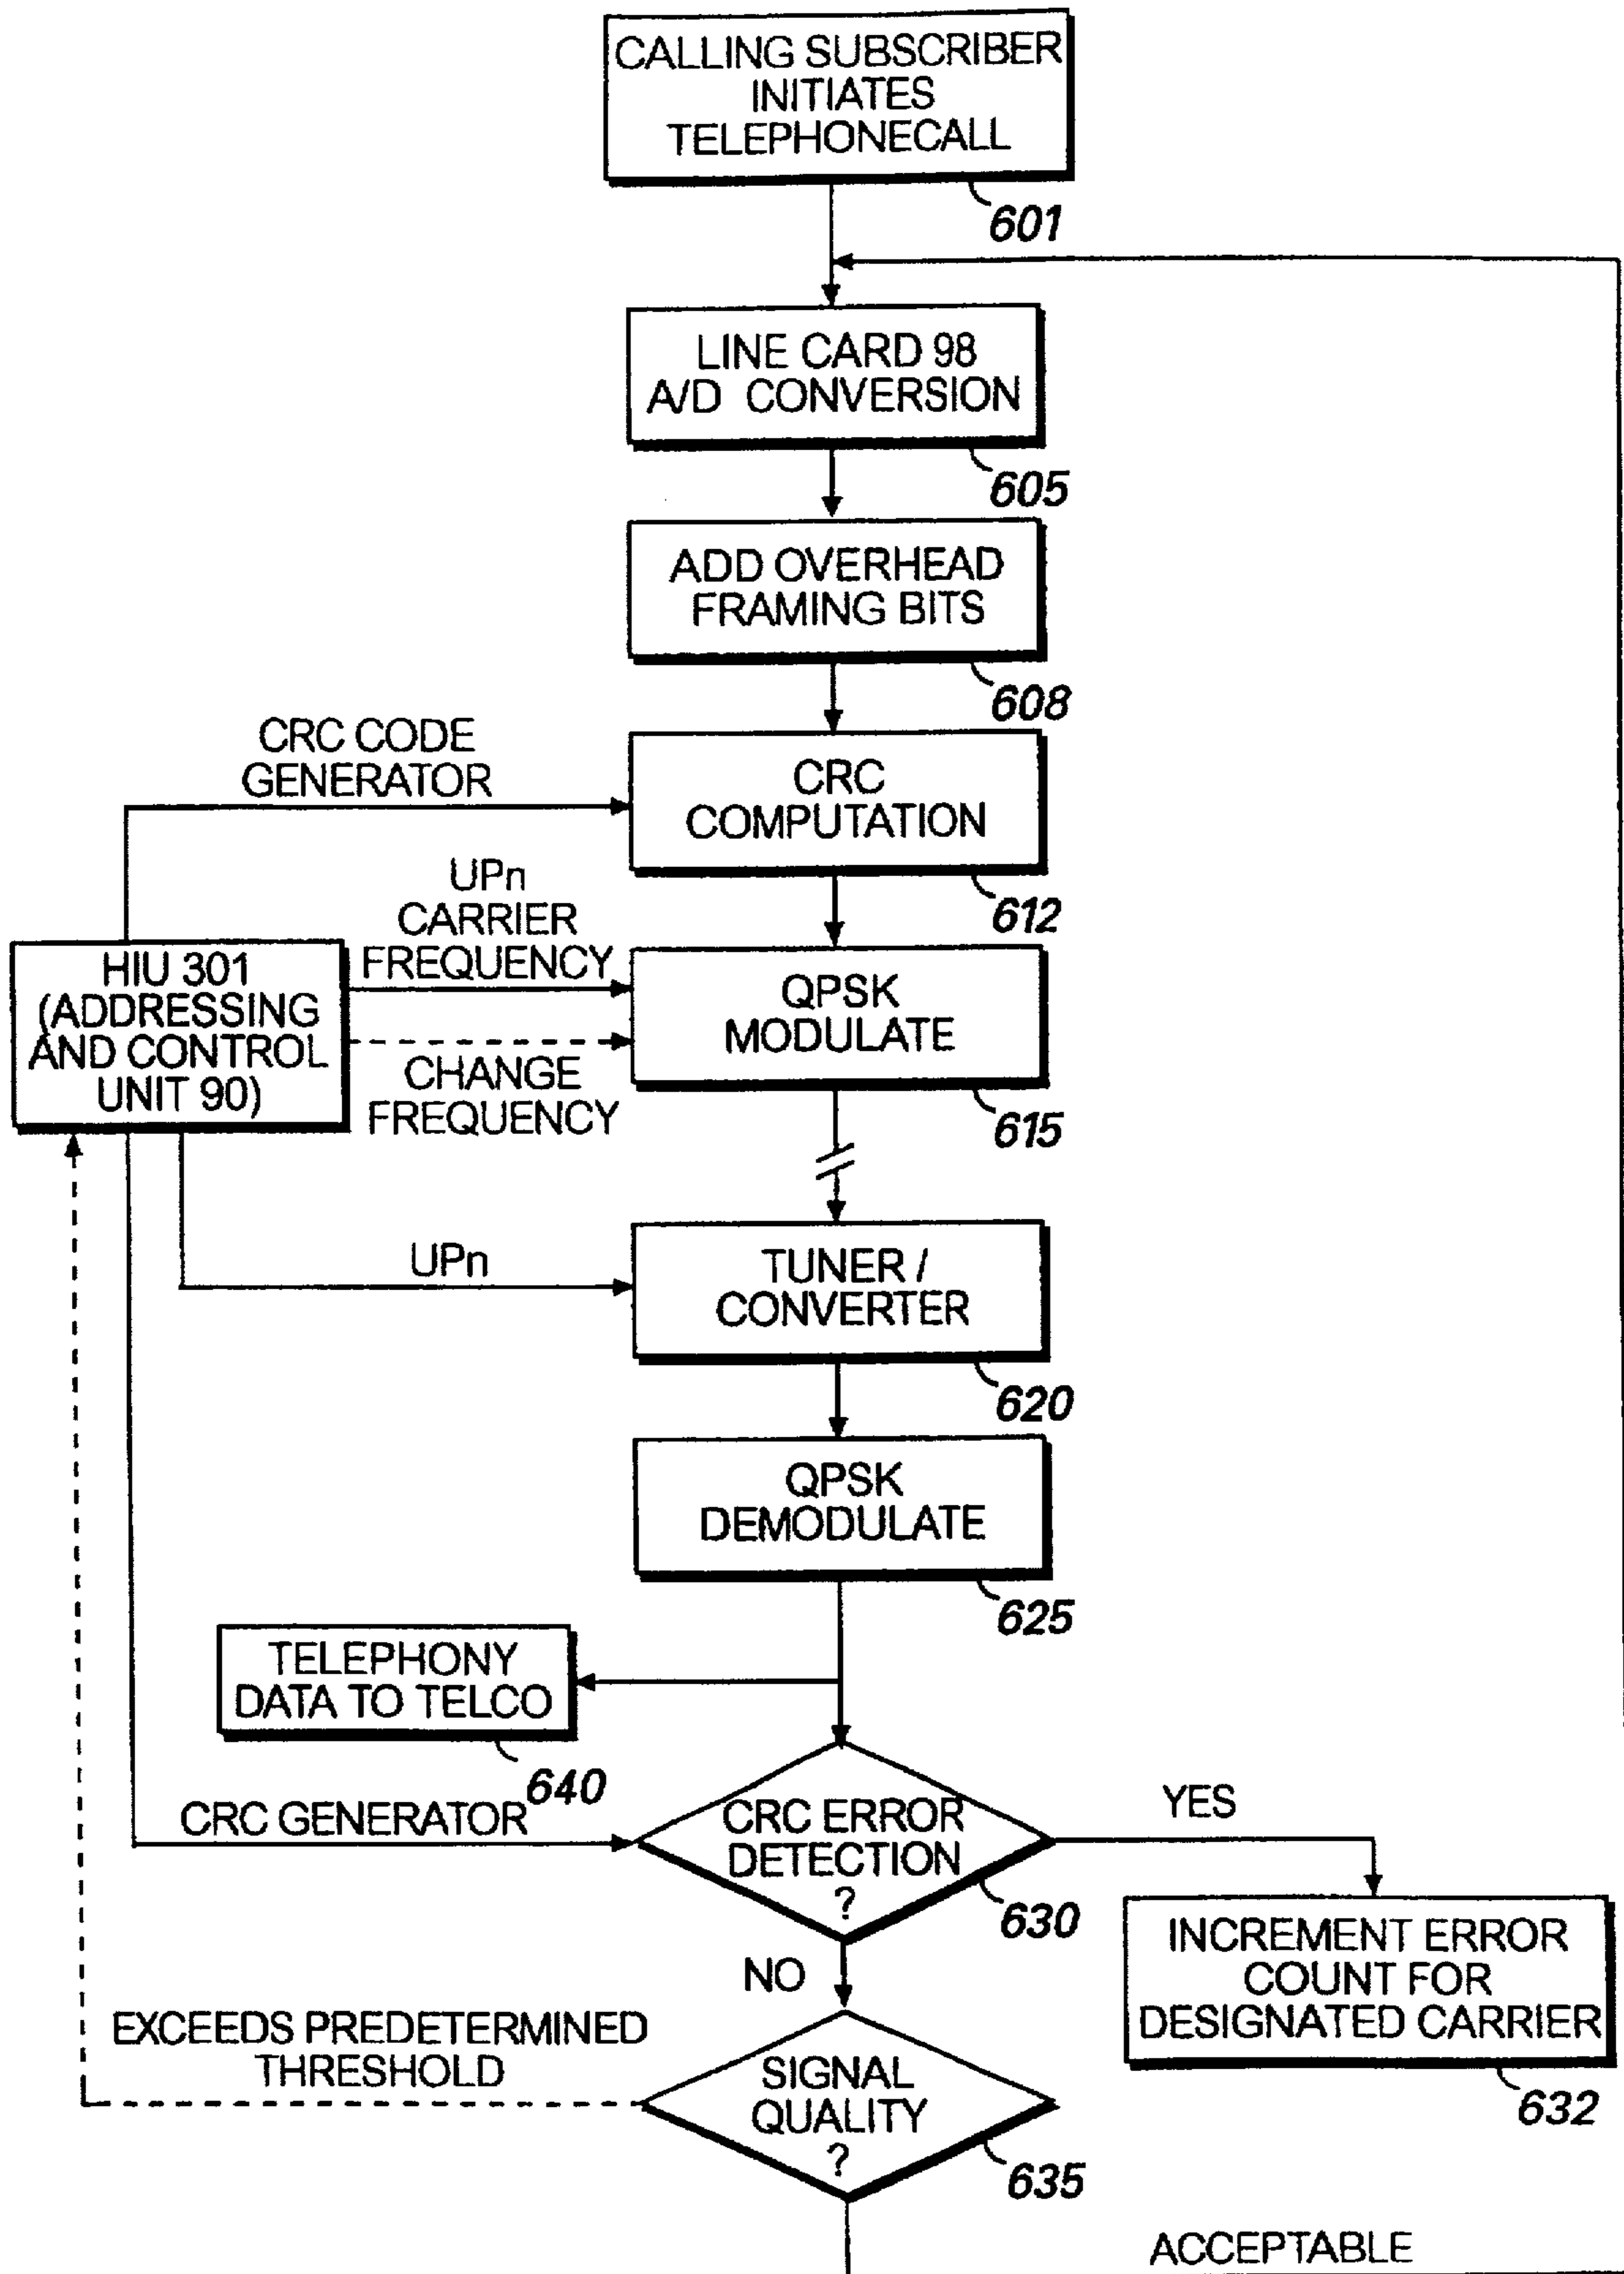 CALLING SUBSCRIBER
INITIATES
TELEPHONECALL
601
LINE CARD 98
A/D CONVERSION
605
ADD OVERHEAD
FRAMING BITS
608
CRC CODE
GENERATOR
CRC
COMPUTATION
612
UPn
CARRIER
FREQUENCY
HIU 301
(ADDRESSING
AND CONTROL
UNIT 90)
QPSK
MODULATE
CHANGE
FREQUENCY
615
UPn
TUNER /
CONVERTER
620
QPSK
DEMODULATE
625
TELEPHONY
DATA TO TELCO
640
CRC GENERATOR
CRC ERROR
DETECTION
?
630
YES
INCREMENT ERROR
COUNT FOR
DESIGNATED CARRIER
632
NO
EXCEEDS PREDETERMINED
THRESHOLD
SIGNAL
QUALITY
?
635
ACCEPTABLE